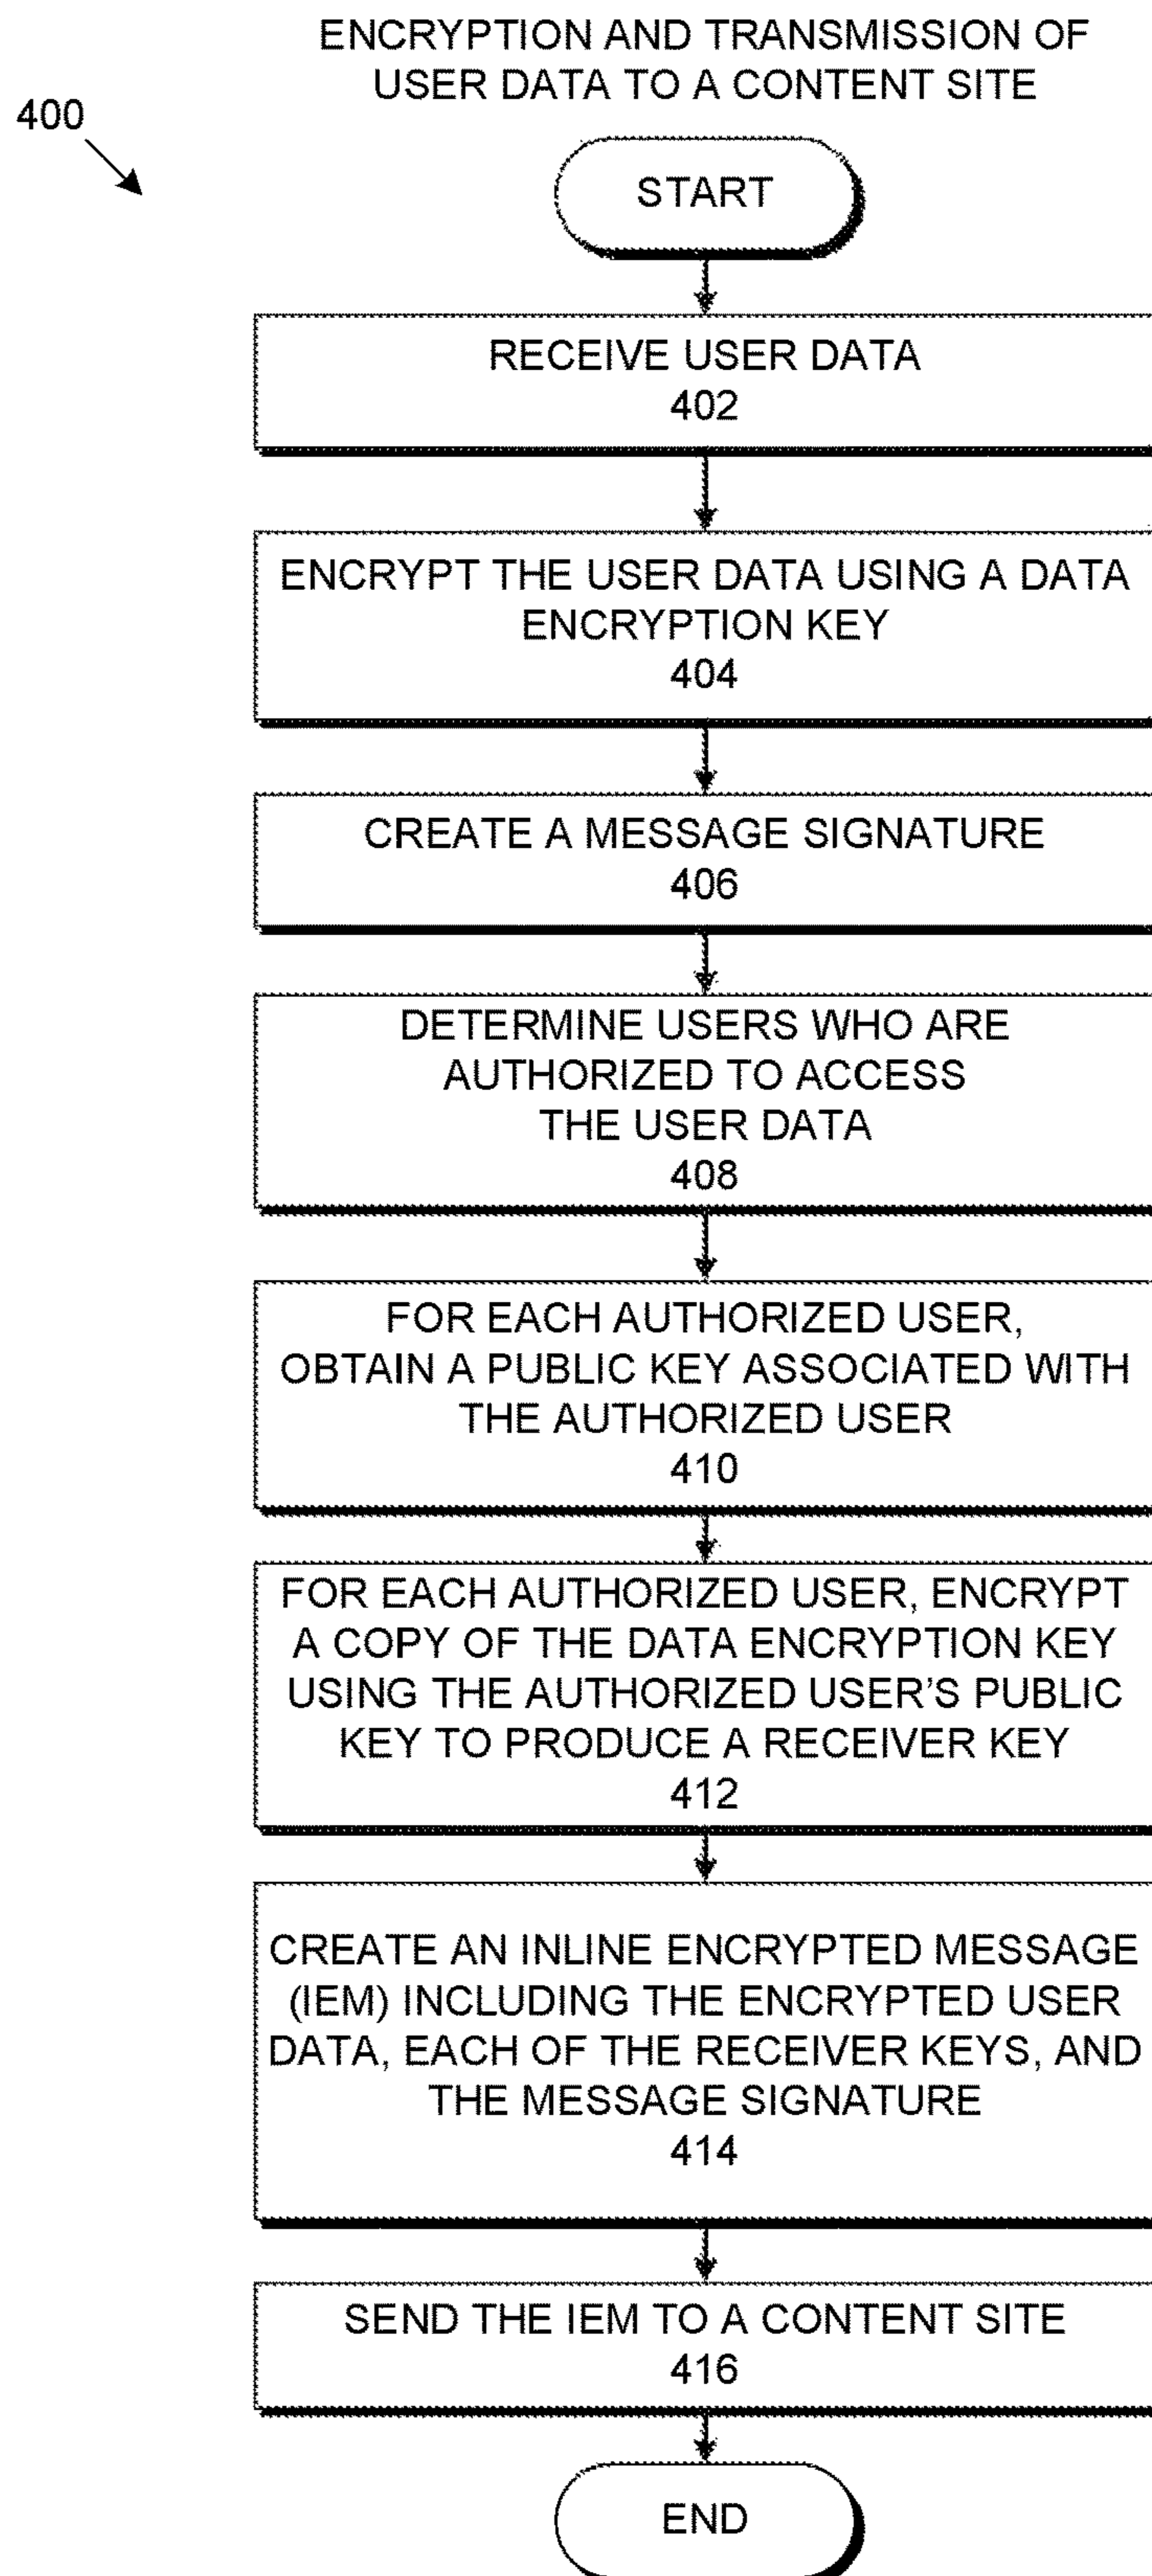 ENCRYPTION AND TRANSMISSION OF
USER DATA TO A CONTENT SITE
400
START
RECEIVE USER DATA
402
ENCRYPT THE USER DATA USING A DATA
ENCRYPTION KEY
404
CREATE A MESSAGE SIGNATURE
406
DETERMINE USERS WHO ARE
AUTHORIZED TO ACCESS
THE USER DATA
408
FOR EACH AUTHORIZED USER,
OBTAIN A PUBLIC KEY ASSOCIATED WITH
THE AUTHORIZED USER
410
FOR EACH AUTHORIZED USER, ENCRYPT
A COPY OF THE DATA ENCRYPTION KEY
USING THE AUTHORIZED USER'S PUBLIC
KEY TO PRODUCE A RECEIVER KEY
412
CREATE AN INLINE ENCRYPTED MESSAGE
(IEM) INCLUDING THE ENCRYPTED USER
DATA, EACH OF THE RECEIVER KEYS, AND
THE MESSAGE SIGNATURE
414
SEND THE IEM TO A CONTENT SITE
416
END